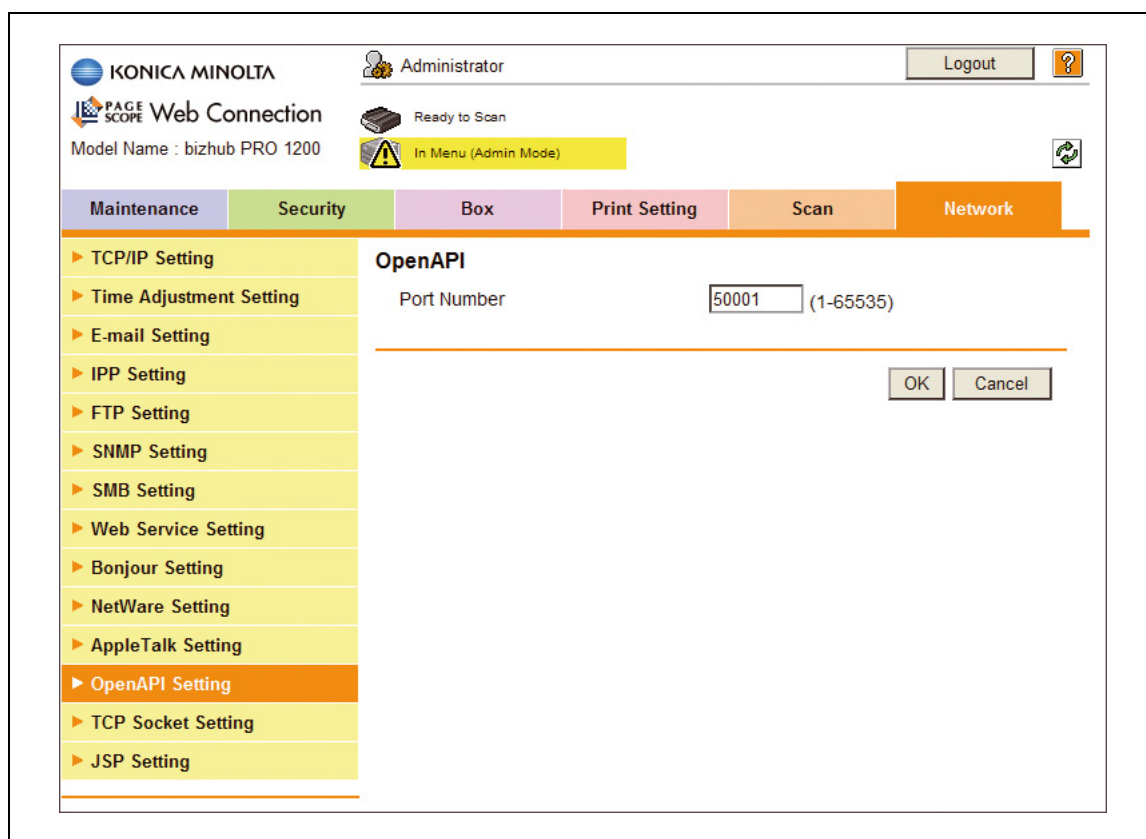 KONICA MINOLTA
Administrator
Logout
?
PAGE SCOPE Web Connection
Ready to Scan
Model Name : bizhub PRO 1200
In Menu (Admin Mode)
Maintenance Security Box Print Setting Scan Network
TCP/IP Setting
Time Adjustment Setting
E-mail Setting
IPP Setting
FTP Setting
SNMP Setting
SMB Setting
Web Service Setting
Bonjour Setting
NetWare Setting
AppleTalk Setting
OpenAPI Setting
TCP Socket Setting
JSP Setting
OpenAPI
Port Number 50001 (1-65535)
OK Cancel